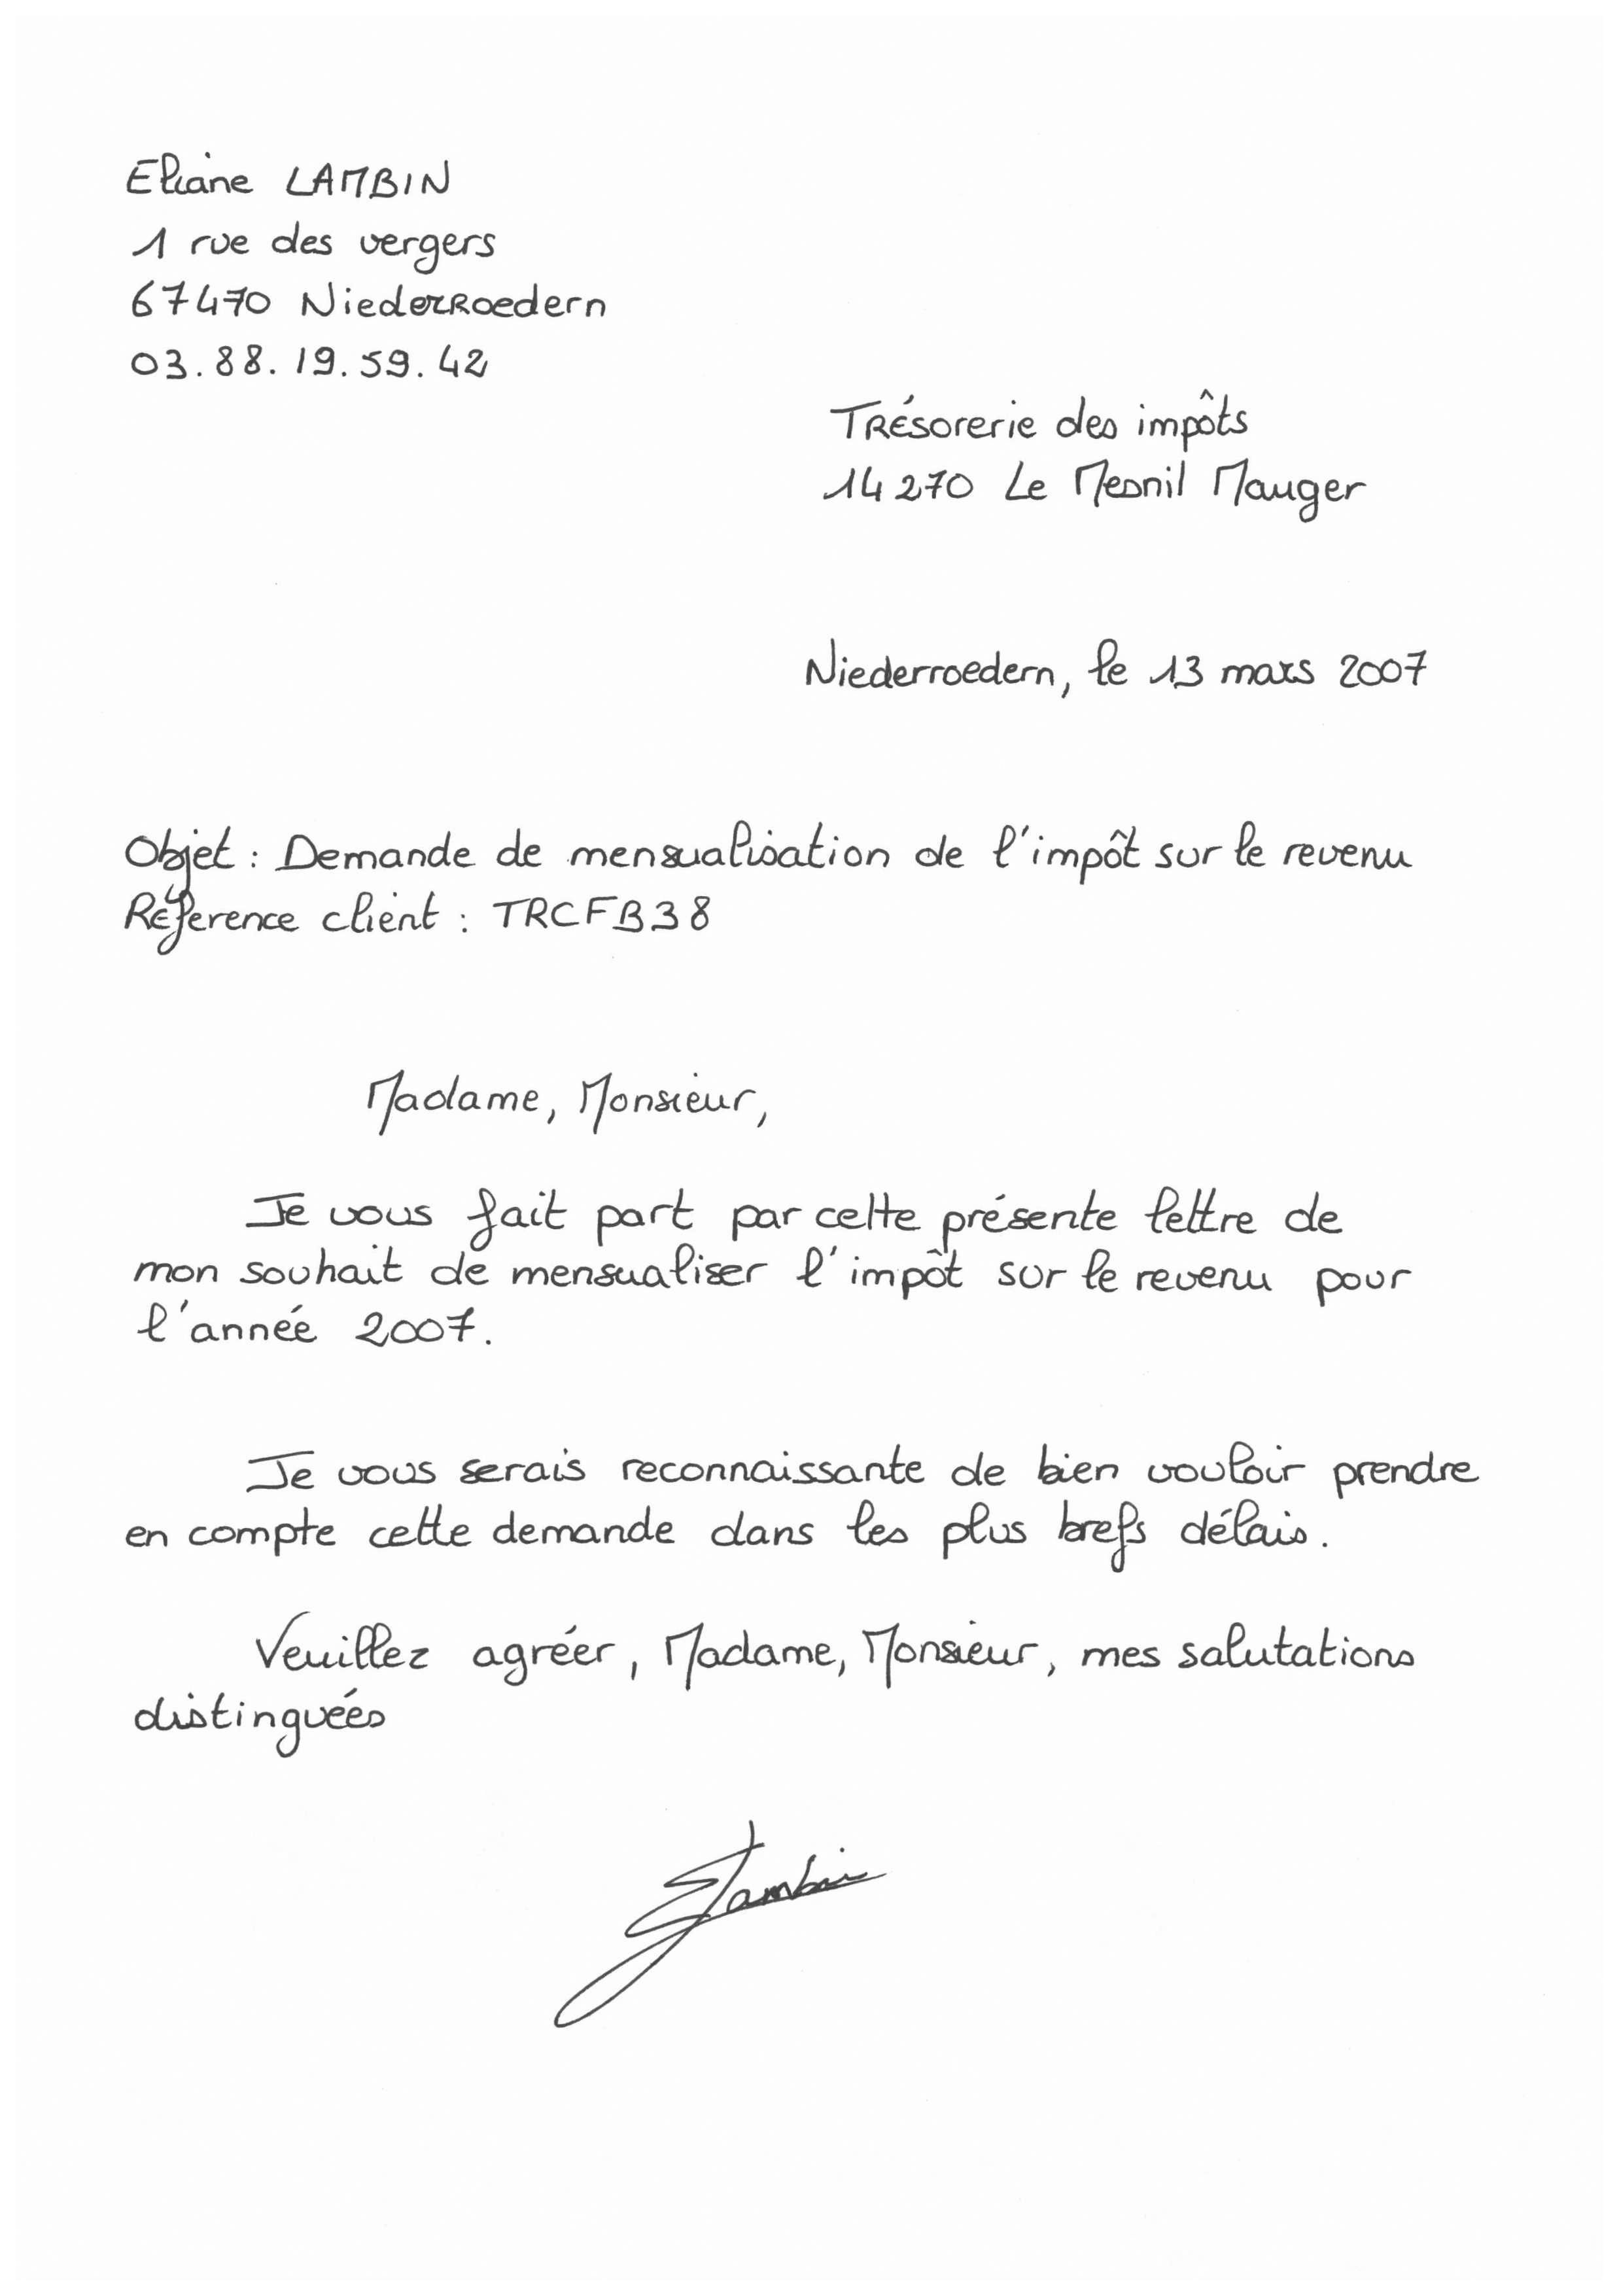 Eliane LAMBIN
1 rue des vergers
67470 Niederroedern
03.88.19.59.42
Trésorerie des impôts
14270 Le Mesnil Mauger
Niederroedern, le 13 mars 2007
Objet : Demande de mensualisation de l'impôt sur le revenu
Référence client : TRCFB38
Madame, Monsieur,
Je vous fait part par cette présente lettre de
mon souhait de mensualiser l'impôt sur le revenu pour
l'année 2007.
Je vous serais reconnaissante de bien vouloir prendre
en compte cette demande dans les plus brefs délais.
Veuillez agréer, Madame, Monsieur, mes salutations
distinguées
ELambin